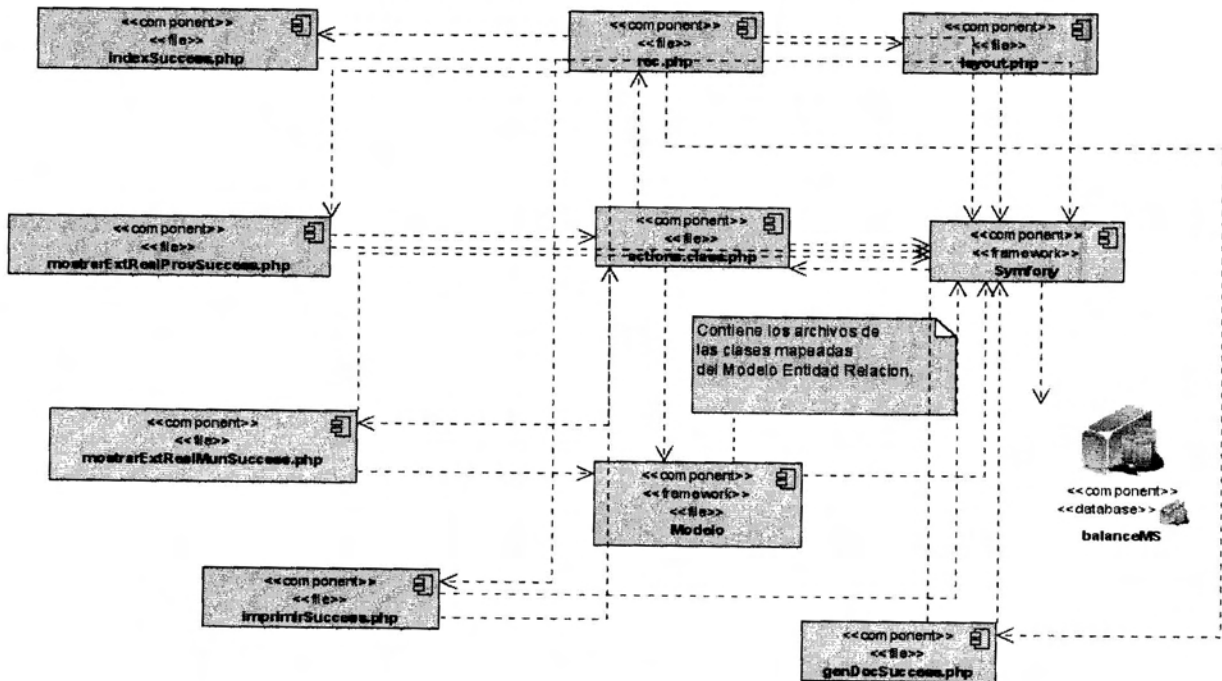 <<component>>
<<file>>
indexSuccess.php
<<component>>
<<file>>
rec.php
<<component>>
<<file>>
layout.php
<<component>>
<<file>>
mostrarExtRealProvSuccess.php
<<component>>
<<file>>
actions.class.php
<<component>>
<<framework>>
Symfony
Contiene los archivos de
las clases mapeadas
del Modelo Entidad Relacion.
<<component>>
<<file>>
mostrarExtRealMunSuccess.php
<<component>>
<<framework>>
<<file>>
Modelo
<<component>>
<<database>>
balanceMS
<<component>>
<<file>>
imprimirSuccess.php
<<component>>
<<file>>
genDocSuccess.php